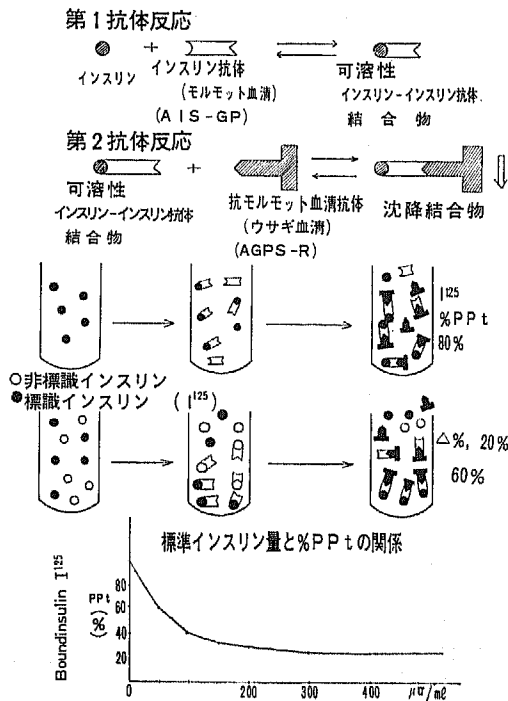 第1抗体反応
+
インスリン
インスリン抗体
(モルモット血清)
(AIS-GP)
可溶性
インスリン-インスリン抗体
結合物
第2抗体反応
+
可溶性
インスリン-インスリン抗体
結合物
抗モルモット血清抗体
(ウサギ血清)
(AGPS-R)
沈降結合物
I¹²⁵
%PPt
80%
○非標識インスリン
●標識インスリン (I¹²⁵)
△%, 20%
60%
標準インスリン量と%PPtの関係
Boundinsulin I¹²⁵
PPt
(%)
80
60
40
20
0
200
400
/ml